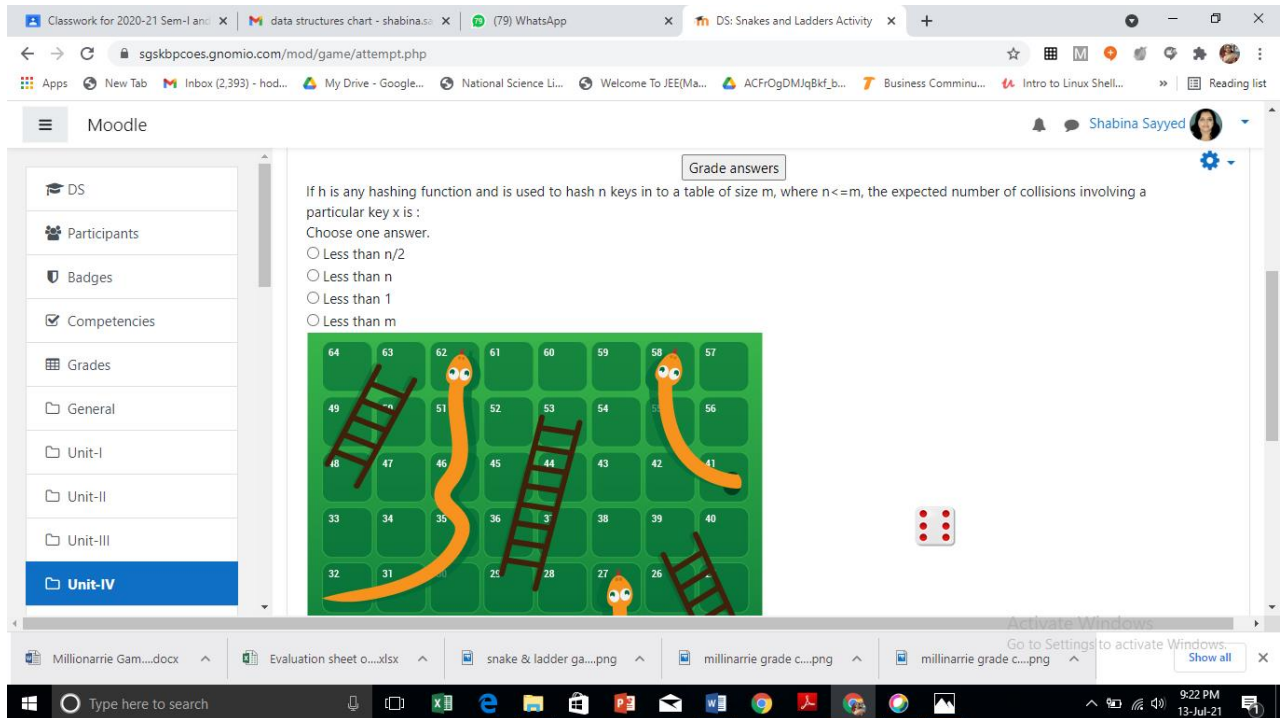 Classwork for 2020-21 Sem-I and
data structures chart - shabina.sa
(79) WhatsApp
DS: Snakes and Ladders Activity
sgskbpcoes.gnomio.com/mod/game/attempt.php
Apps New Tab Inbox (2,393) - hod... My Drive - Google... National Science Li... Welcome To JEE(Ma... ACFrOgDMJqBkf_b... Business Comminu... Intro to Linux Shell... » Reading list
Moodle
Shabina Sayyed
DS
Participants
Badges
Competencies
Grades
General
Unit-I
Unit-II
Unit-III
Unit-IV
Grade answers
If h is any hashing function and is used to hash n keys in to a table of size m, where n<=m, the expected number of collisions involving a
particular key x is :
Choose one answer.
Less than n/2
Less than n
Less than 1
Less than m
64 63 62 61 60 59 58 57
49 51 52 53 54 55 56
48 47 46 45 44 43 42 41
33 34 35 36 38 39 40
32 31 29 28 27 26
Activate Windows
Go to Settings to activate Windows.
Millionarrie Gam....docx
Evaluation sheet o....xlsx
snake & ladder ga....png
millinarrie grade c....png
millinarrie grade c....png
Show all
Type here to search
9:22 PM
13-Jul-21